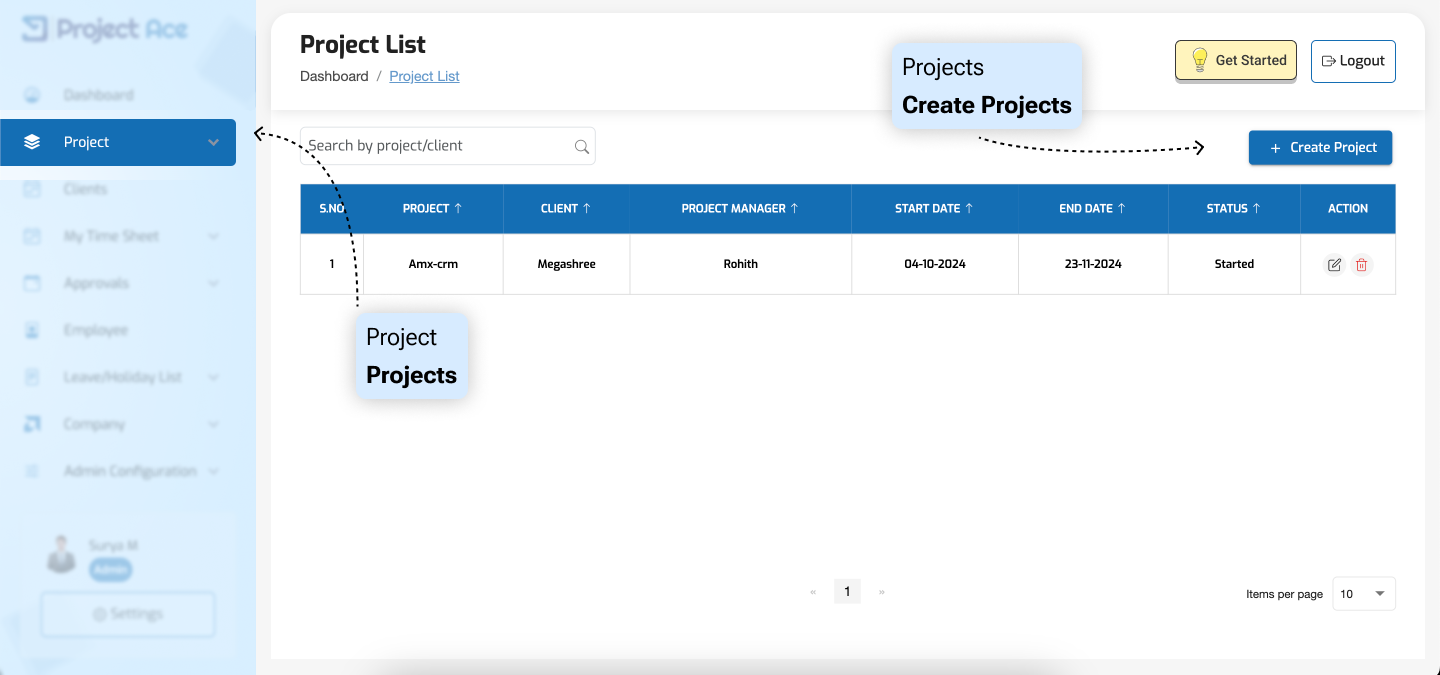 Project Ace
Dashboard
Project
Clients
My Time Sheet
Approvals
Employee
Leave/Holiday List
Company
Admin Configuration
Surya M
Admin
Settings
Project List
Dashboard / Project List
Projects
Create Projects
Get Started
Logout
Search by project/client
+ Create Project
S.NO PROJECT ↑ CLIENT ↑ PROJECT MANAGER ↑ START DATE ↑ END DATE ↑ STATUS ↑ ACTION
1 Amx-crm Megashree Rohith 04-10-2024 23-11-2024 Started
Project
Projects
« 1 »
Items per page 10